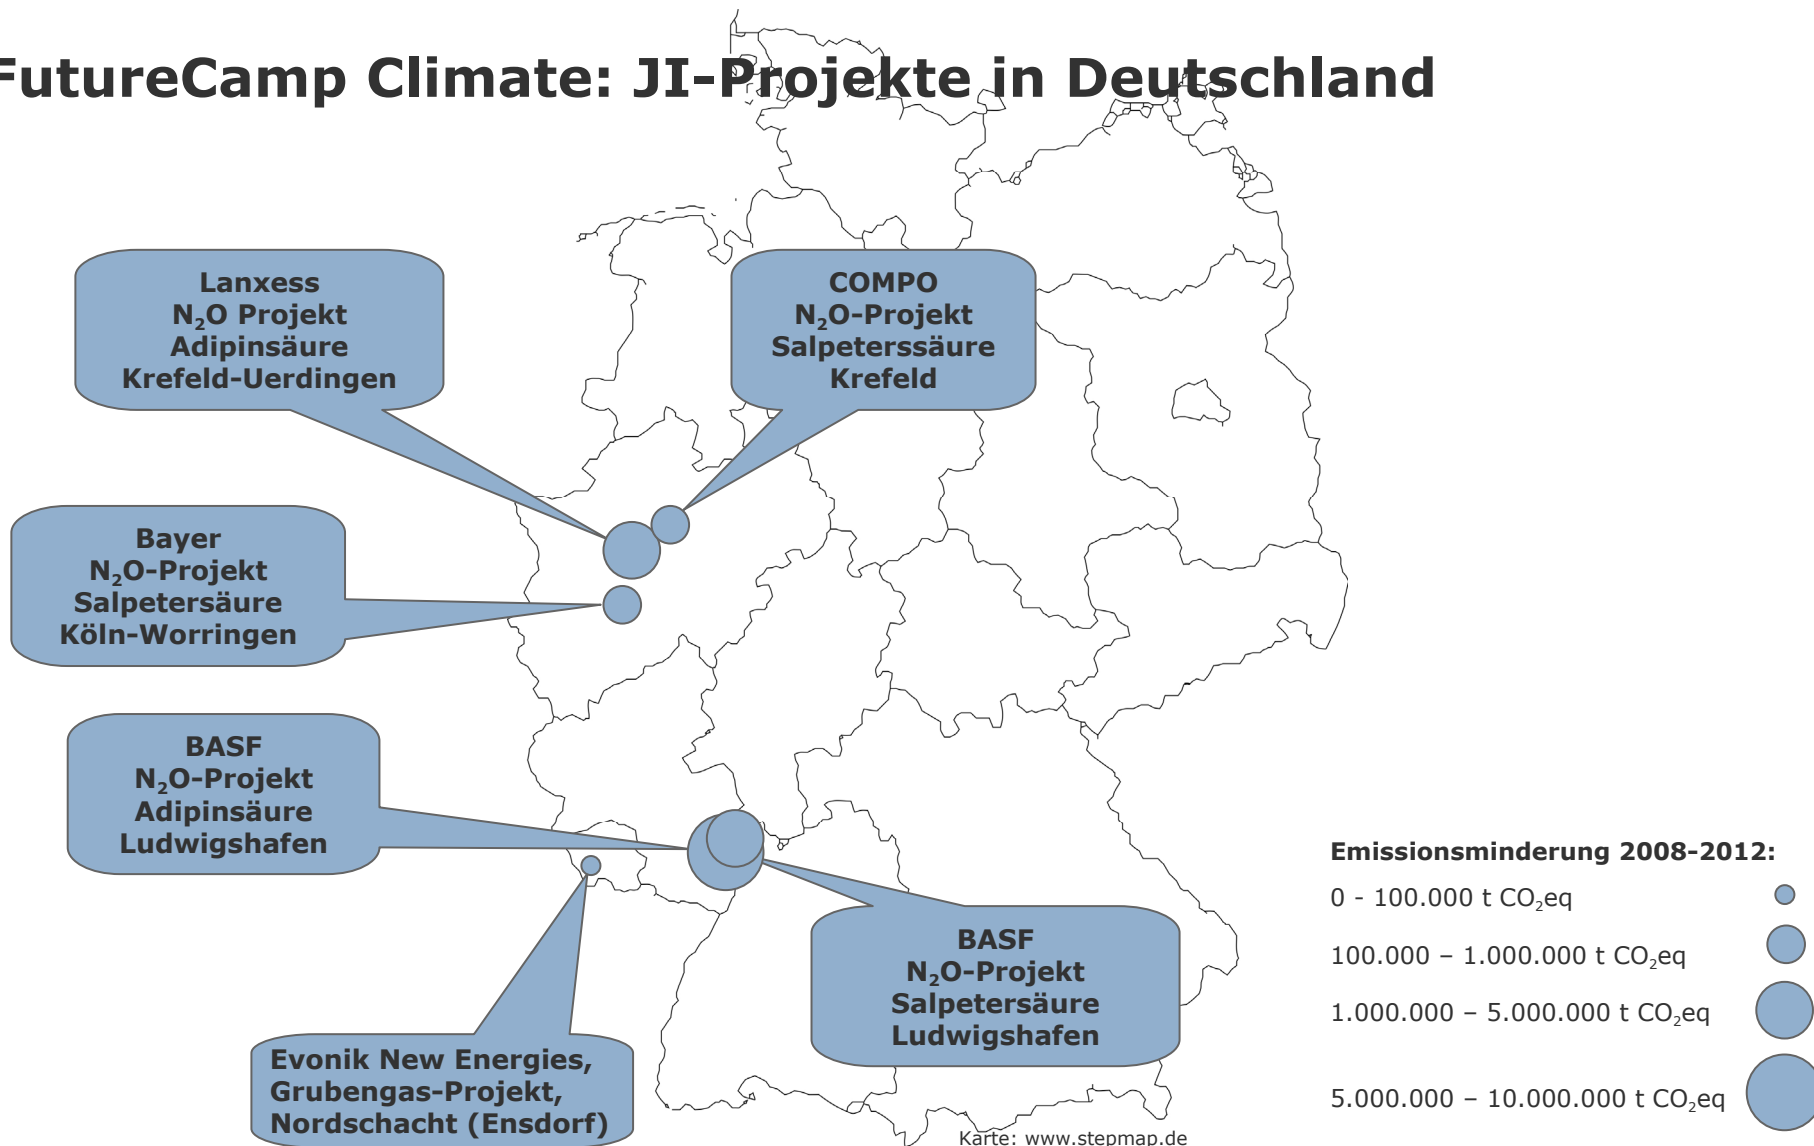 FutureCamp Climate: JI-Projekte in Deutschland
Lanxess
N₂O Projekt
Adipinsäure
Krefeld-Uerdingen
COMPO
N₂O-Projekt
Salpeterssäure
Krefeld
Bayer
N₂O-Projekt
Salpetersäure
Köln-Worringen
BASF
N₂O-Projekt
Adipinsäure
Ludwigshafen
BASF
N₂O-Projekt
Salpetersäure
Ludwigshafen
Evonik New Energies,
Grubengas-Projekt,
Nordschacht (Ensdorf)
Emissionsminderung 2008-2012:
0 - 100.000 t CO₂eq
100.000 – 1.000.000 t CO₂eq
1.000.000 – 5.000.000 t CO₂eq
5.000.000 – 10.000.000 t CO₂eq
Karte: www.stepmap.de